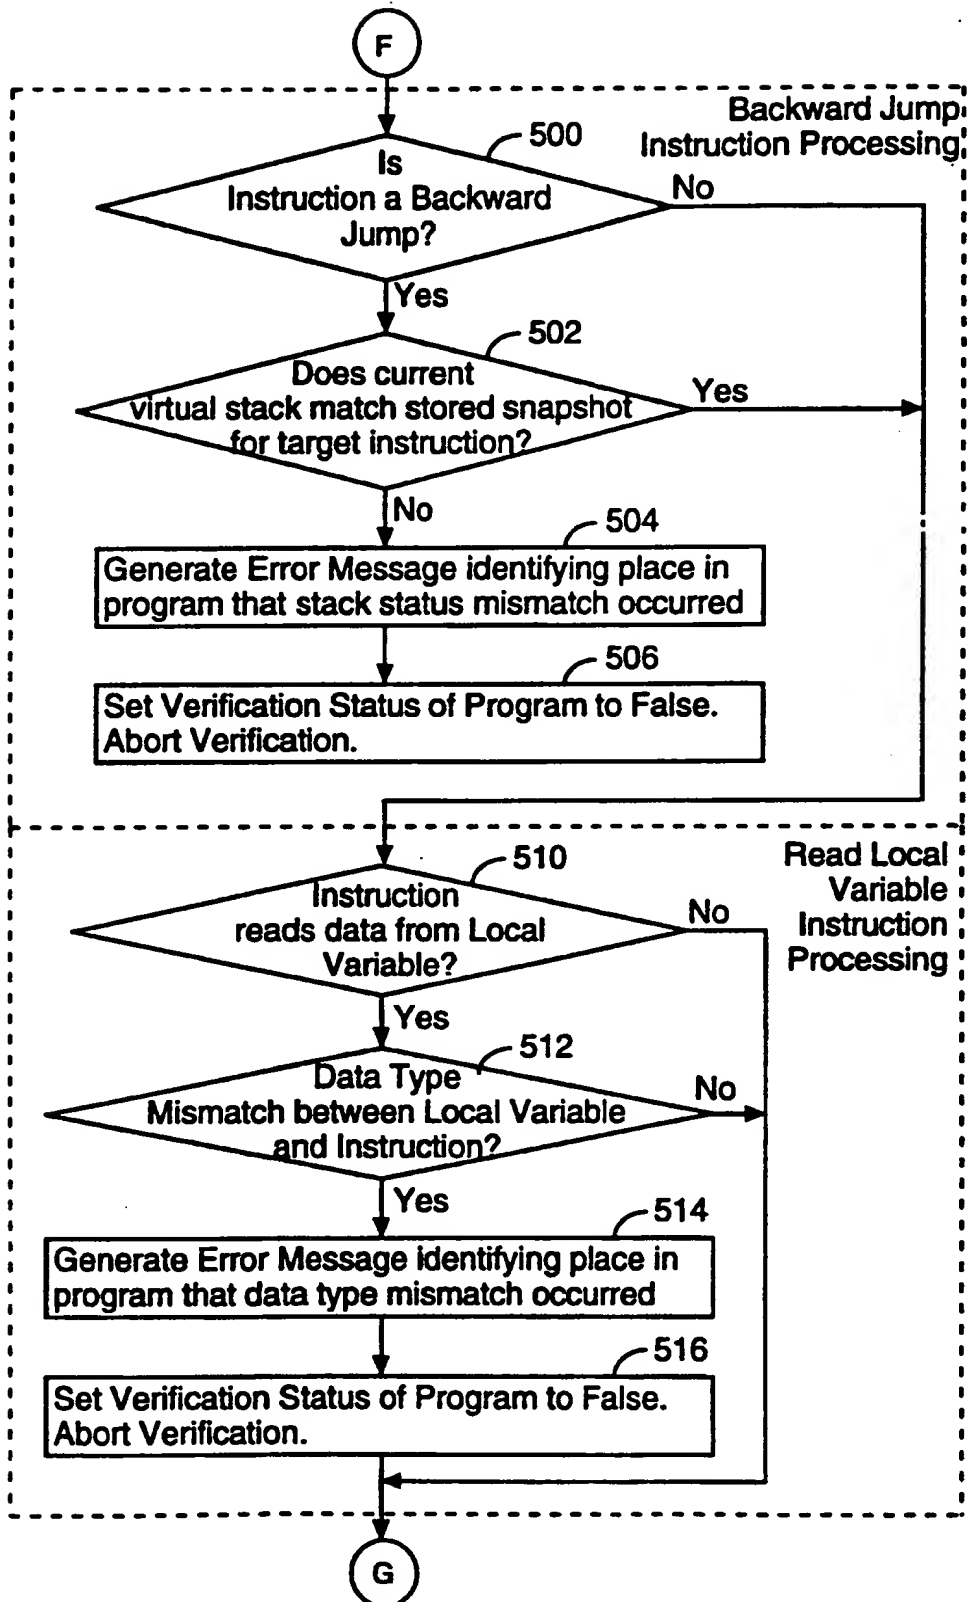 F
Backward Jump
Instruction Processing
500
Is
Instruction a Backward
Jump?
No
Yes
502
Does current
virtual stack match stored snapshot
for target instruction?
Yes
No
504
Generate Error Message identifying place in
program that stack status mismatch occurred
506
Set Verification Status of Program to False.
Abort Verification.
Read Local
Variable
Instruction
Processing
510
Instruction
reads data from Local
Variable?
No
Yes
512
Data Type
Mismatch between Local Variable
and Instruction?
No
Yes
514
Generate Error Message identifying place in
program that data type mismatch occurred
516
Set Verification Status of Program to False.
Abort Verification.
G